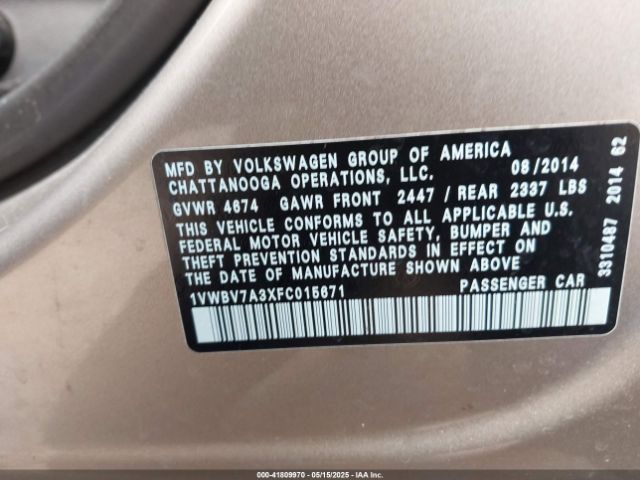 MFD BY VOLKSWAGEN GROUP OF AMERICA
CHATTANOOGA OPERATIONS, LLC. 08/2014
GVWR 4674 GAWR FRONT 2447 / REAR 2337 LBS
THIS VEHICLE CONFORMS TO ALL APPLICABLE U.S.
FEDERAL MOTOR VEHICLE SAFETY, BUMPER AND
THEFT PREVENTION STANDARDS IN EFFECT ON
THE DATE OF MANUFACTURE SHOWN ABOVE
1VWBV7A3XFC015671 PASSENGER CAR
3310487 2014 62
000-41809970 - 05/15/2025 - IAA Inc.